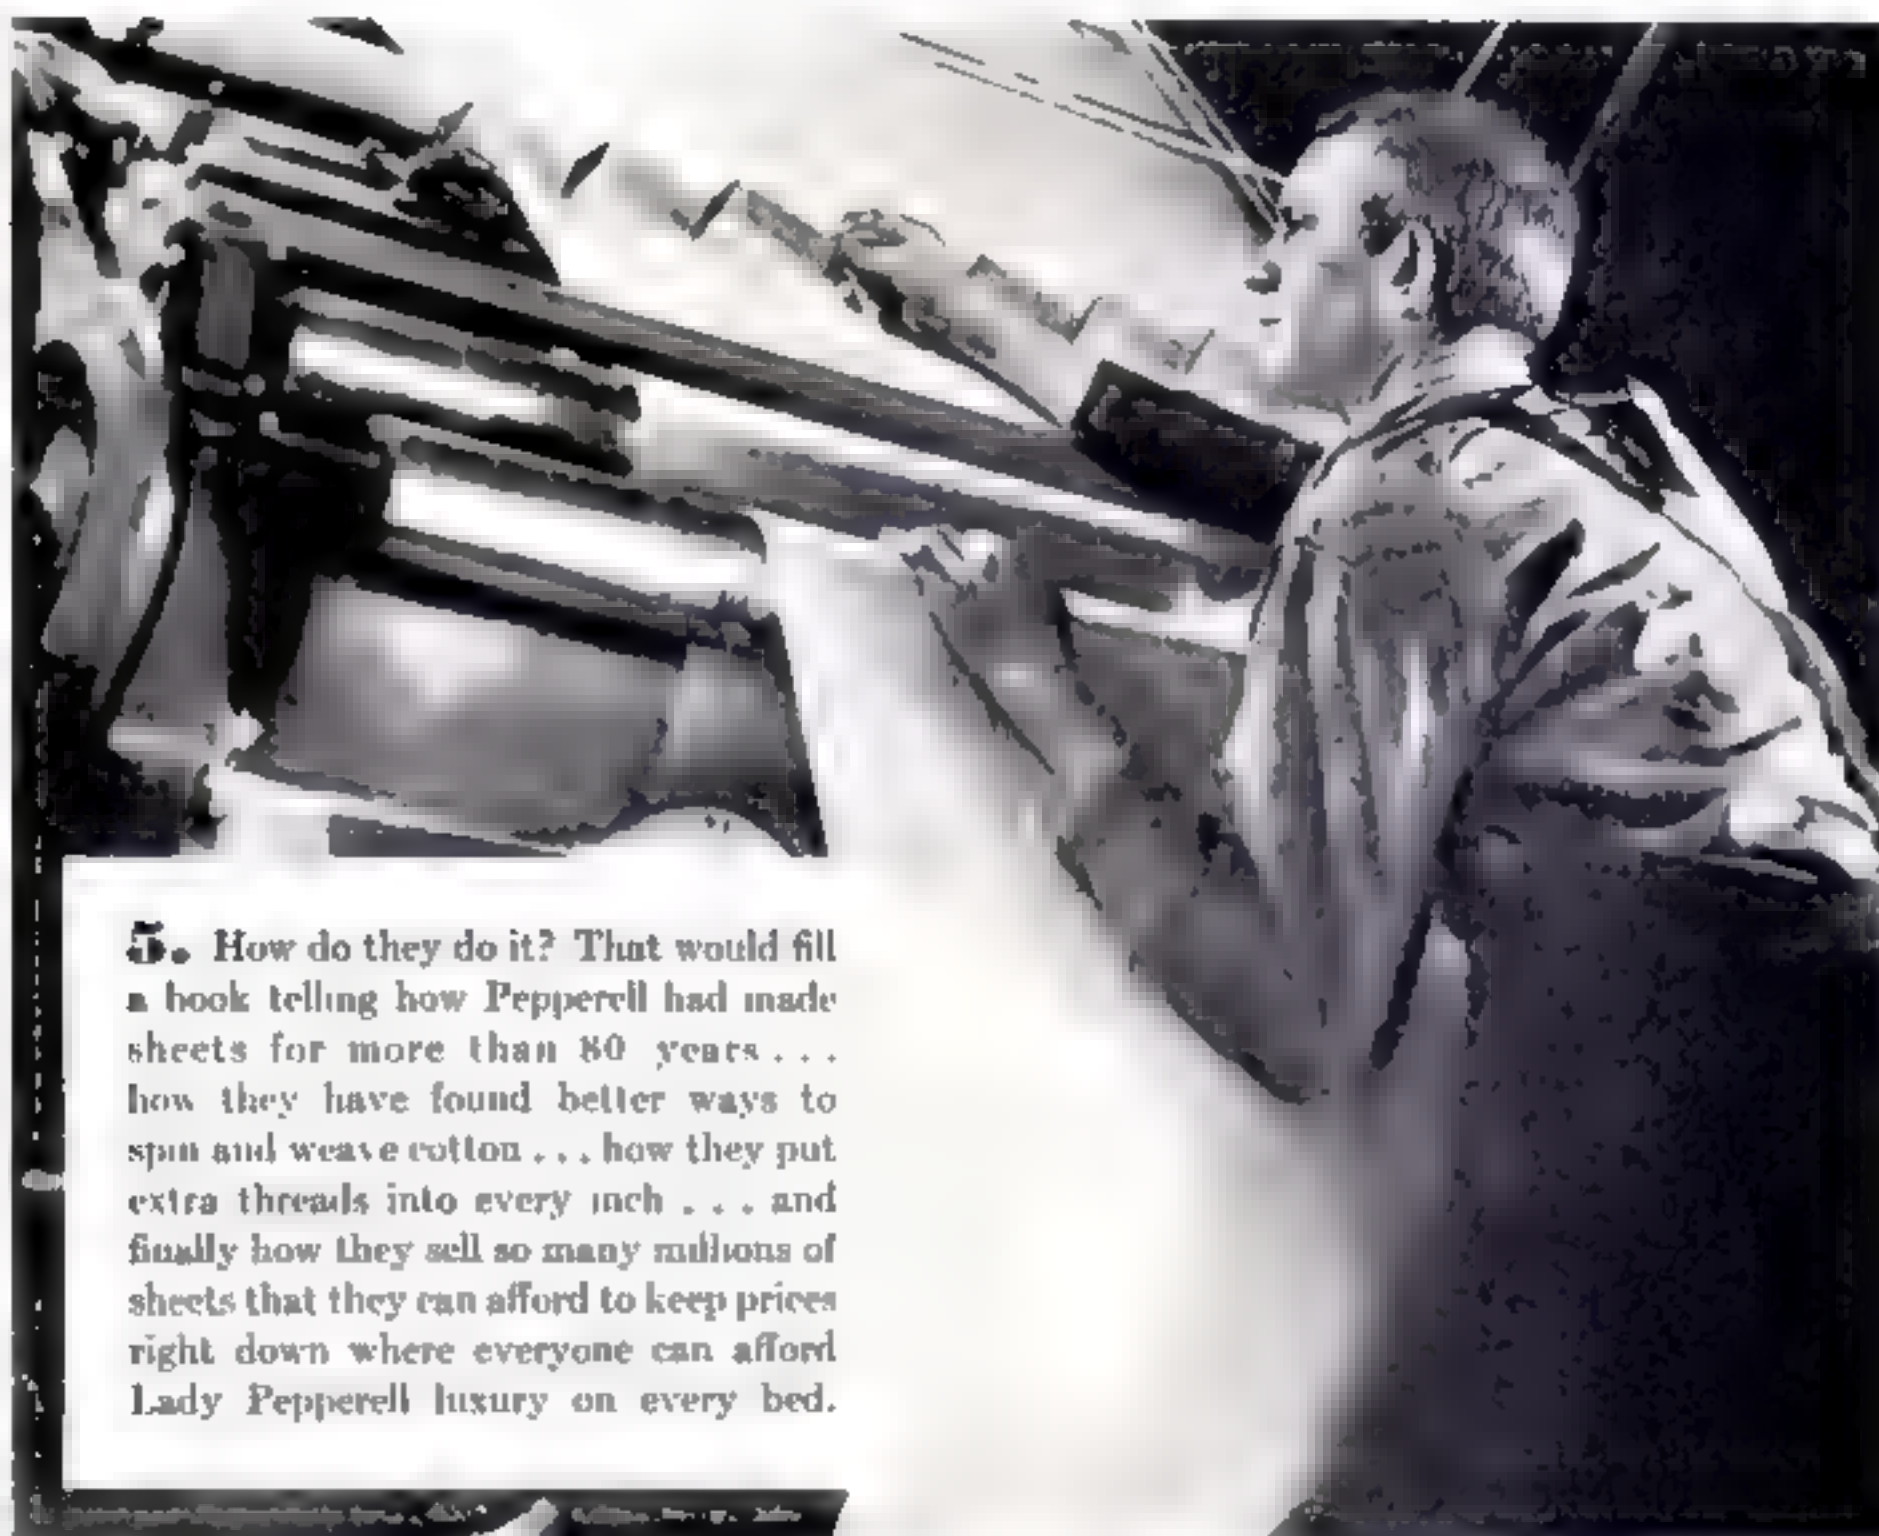 5. How do they do it? That would fill
a book telling how Pepperell had made
sheets for more than 80 years . . .
how they have found better ways to
spin and weave cotton . . . how they put
extra threads into every inch . . . and
finally how they sell so many millions of
sheets that they can afford to keep prices
right down where everyone can afford
Lady Pepperell luxury on every bed.